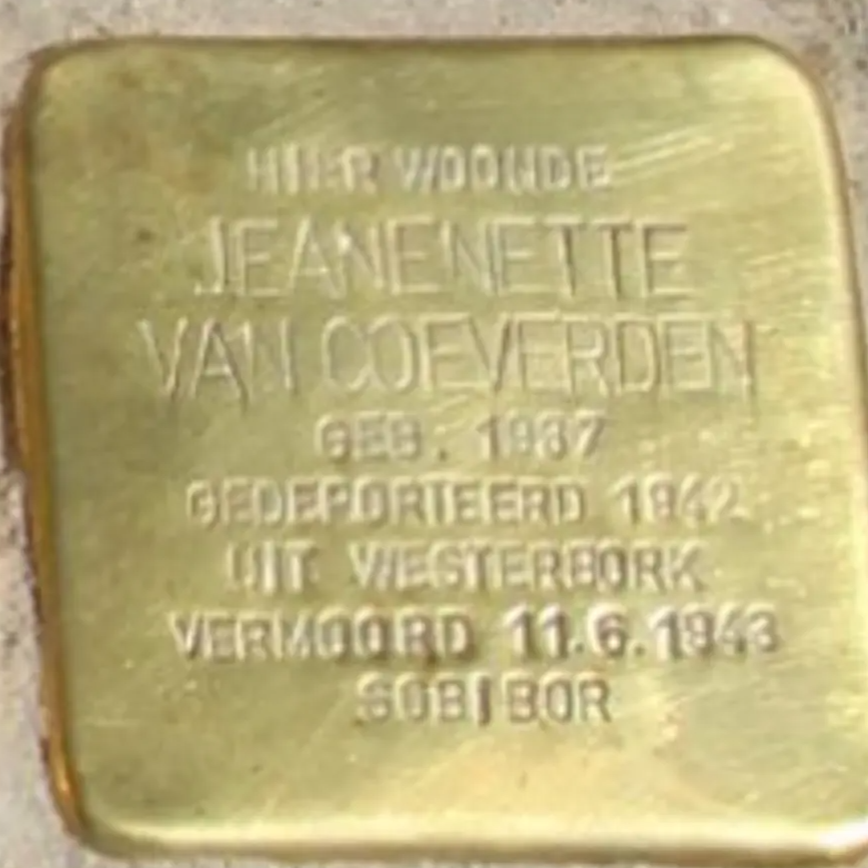 HIER WOONDE
JEANENETTE
VAN COEVERDEN
GEB. 1937
GEDEPORTEERD 1942
UIT WESTERBORK
VERMOORD 11.6.1943
SOBIBOR